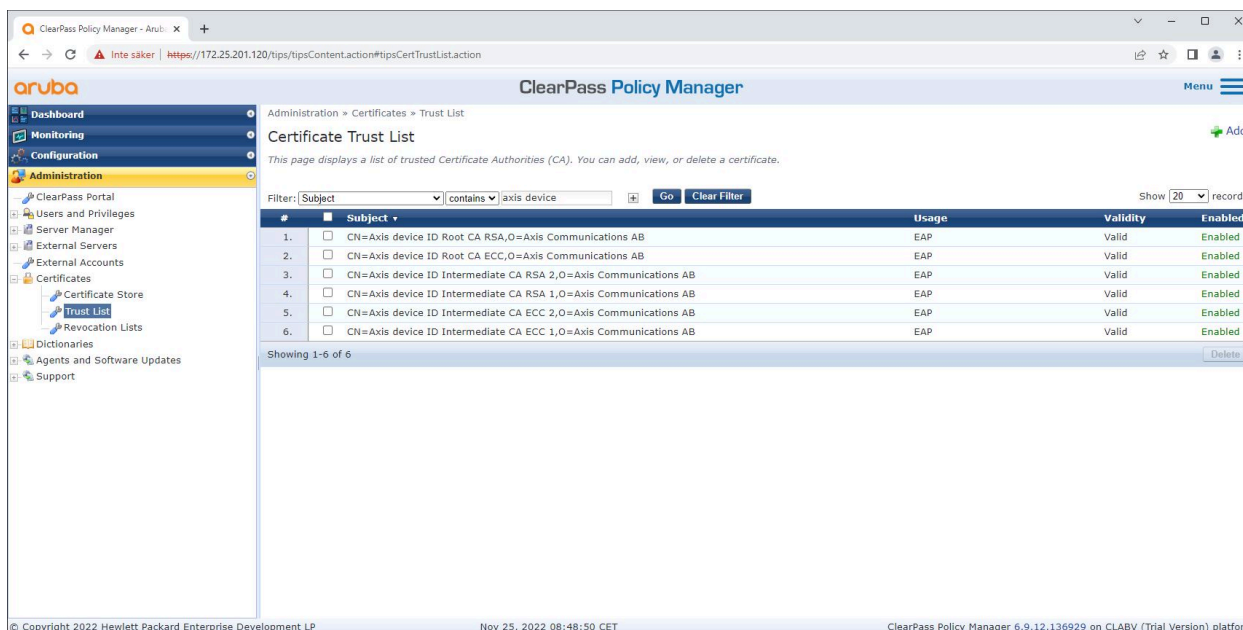 ClearPass Policy Manager - Arub
Inte säker | https://172.25.201.120/tips/tipsContent.action#tipsCertTrustList.action
aruba
ClearPass Policy Manager
Menu
Dashboard
Monitoring
Configuration
Administration
ClearPass Portal
Users and Privileges
Server Manager
External Servers
External Accounts
Certificates
Certificate Store
Trust List
Revocation Lists
Dictionaries
Agents and Software Updates
Support
Administration » Certificates » Trust List
Certificate Trust List
Add
This page displays a list of trusted Certificate Authorities (CA). You can add, view, or delete a certificate.
Filter: Subject contains axis device + Go Clear Filter Show 20 record
# Subject Usage Validity Enabled
1. CN=Axis device ID Root CA RSA,O=Axis Communications AB EAP Valid Enabled
2. CN=Axis device ID Root CA ECC,O=Axis Communications AB EAP Valid Enabled
3. CN=Axis device ID Intermediate CA RSA 2,O=Axis Communications AB EAP Valid Enabled
4. CN=Axis device ID Intermediate CA RSA 1,O=Axis Communications AB EAP Valid Enabled
5. CN=Axis device ID Intermediate CA ECC 2,O=Axis Communications AB EAP Valid Enabled
6. CN=Axis device ID Intermediate CA ECC 1,O=Axis Communications AB EAP Valid Enabled
Showing 1-6 of 6 Delete
© Copyright 2022 Hewlett Packard Enterprise Development LP Nov 25, 2022 08:48:50 CET ClearPass Policy Manager 6.9.12.136929 on CLABV (Trial Version) platfor